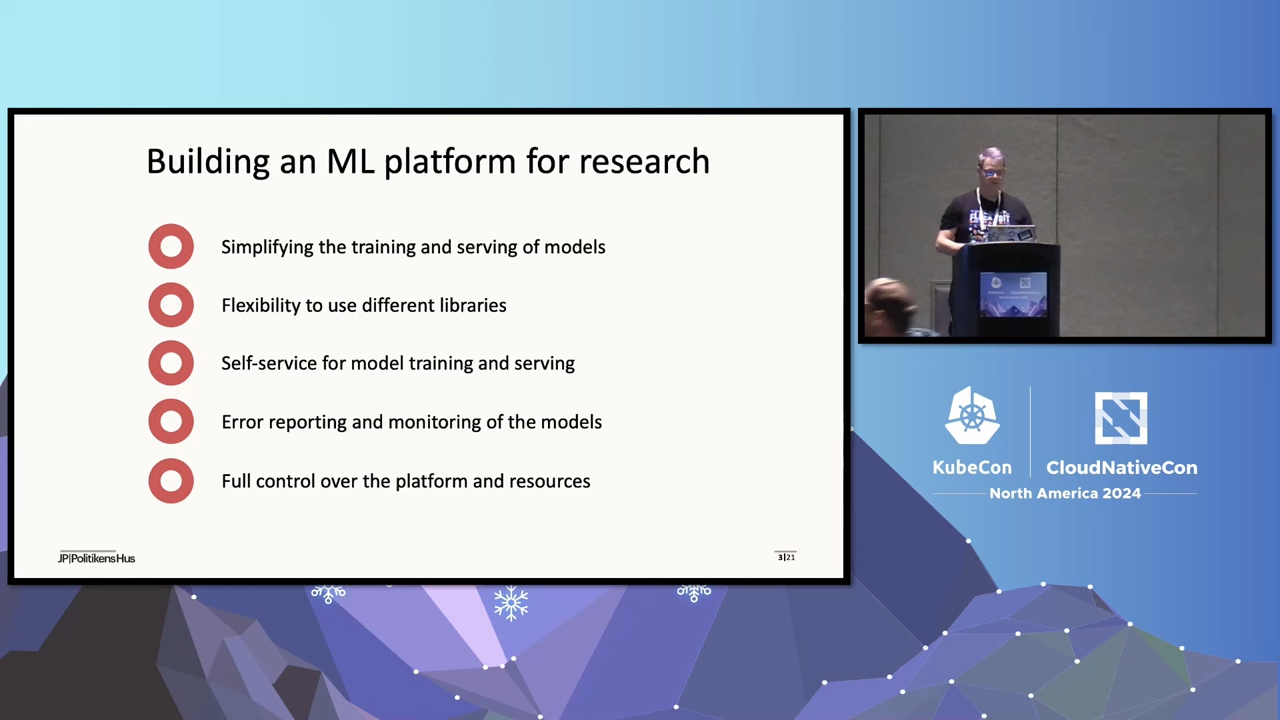 Building an ML platform for research
Simplifying the training and serving of models
Flexibility to use different libraries
Self-service for model training and serving
Error reporting and monitoring of the models
Full control over the platform and resources
JP|PolitikensHus
3|21
KubeCon
CloudNativeCon
North America 2024